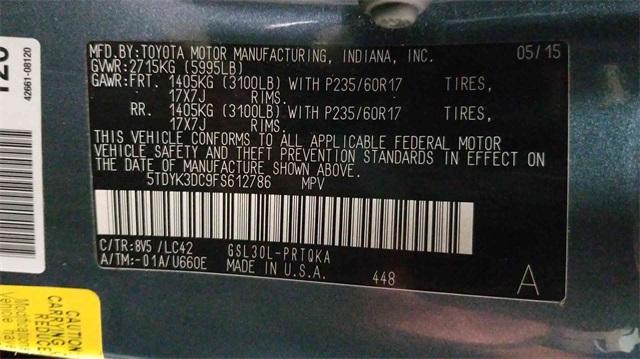 MFD.BY:TOYOTA MOTOR MANUFACTURING, INDIANA, INC. 05/15
GVWR:2715KG (5995LB)
GAWR:FRT. 1405KG (3100LB) WITH P235/60R17 TIRES,
17X7J RIMS.
RR. 1405KG (3100LB) WITH P235/60R17 TIRES,
17X7J RIMS.
THIS VEHICLE CONFORMS TO ALL APPLICABLE FEDERAL MOTOR
VEHICLE SAFETY AND THEFT PREVENTION STANDARDS IN EFFECT ON
THE DATE OF MANUFACTURE SHOWN ABOVE.
5TDYK3DC9FS612786 MPV
C/TR:8V5 /LC42 GSL30L-PRTQKA
A/TM:-01A/U660E MADE IN U.S.A. 448 A
42661-08120
CAUTION
CARRYING
REDUCE